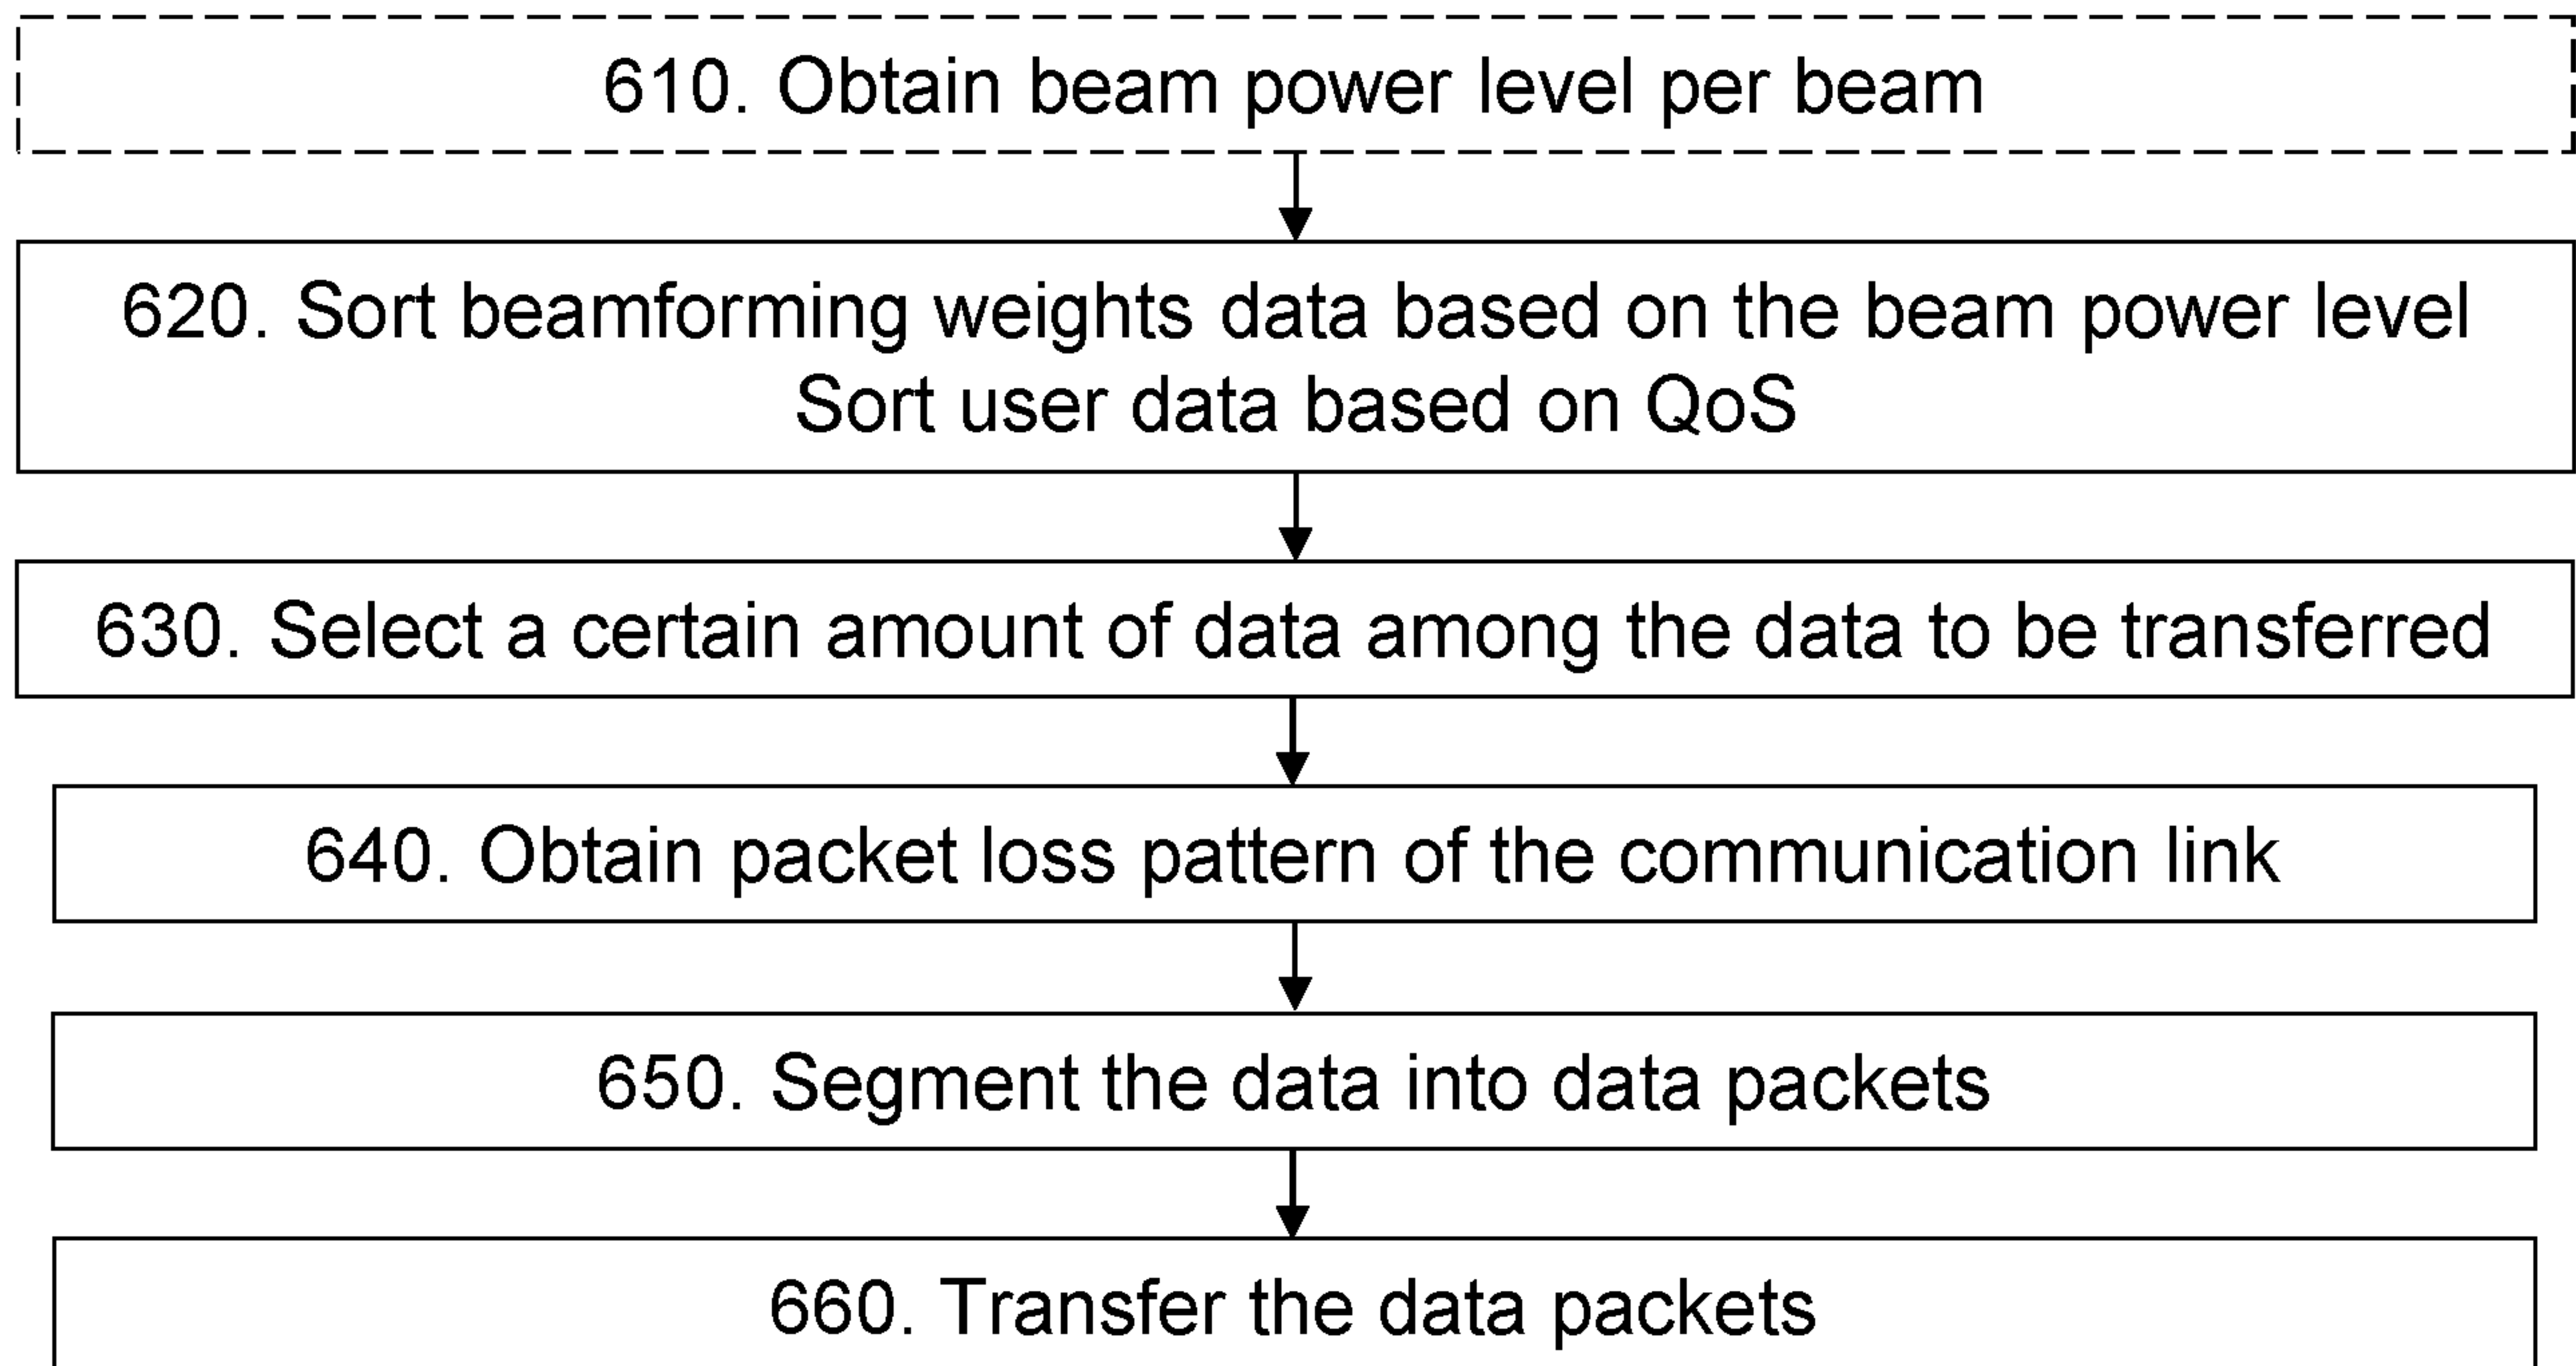 610. Obtain beam power level per beam
620. Sort beamforming weights data based on the beam power level
Sort user data based on QoS
630. Select a certain amount of data among the data to be transferred
640. Obtain packet loss pattern of the communication link
650. Segment the data into data packets
660. Transfer the data packets